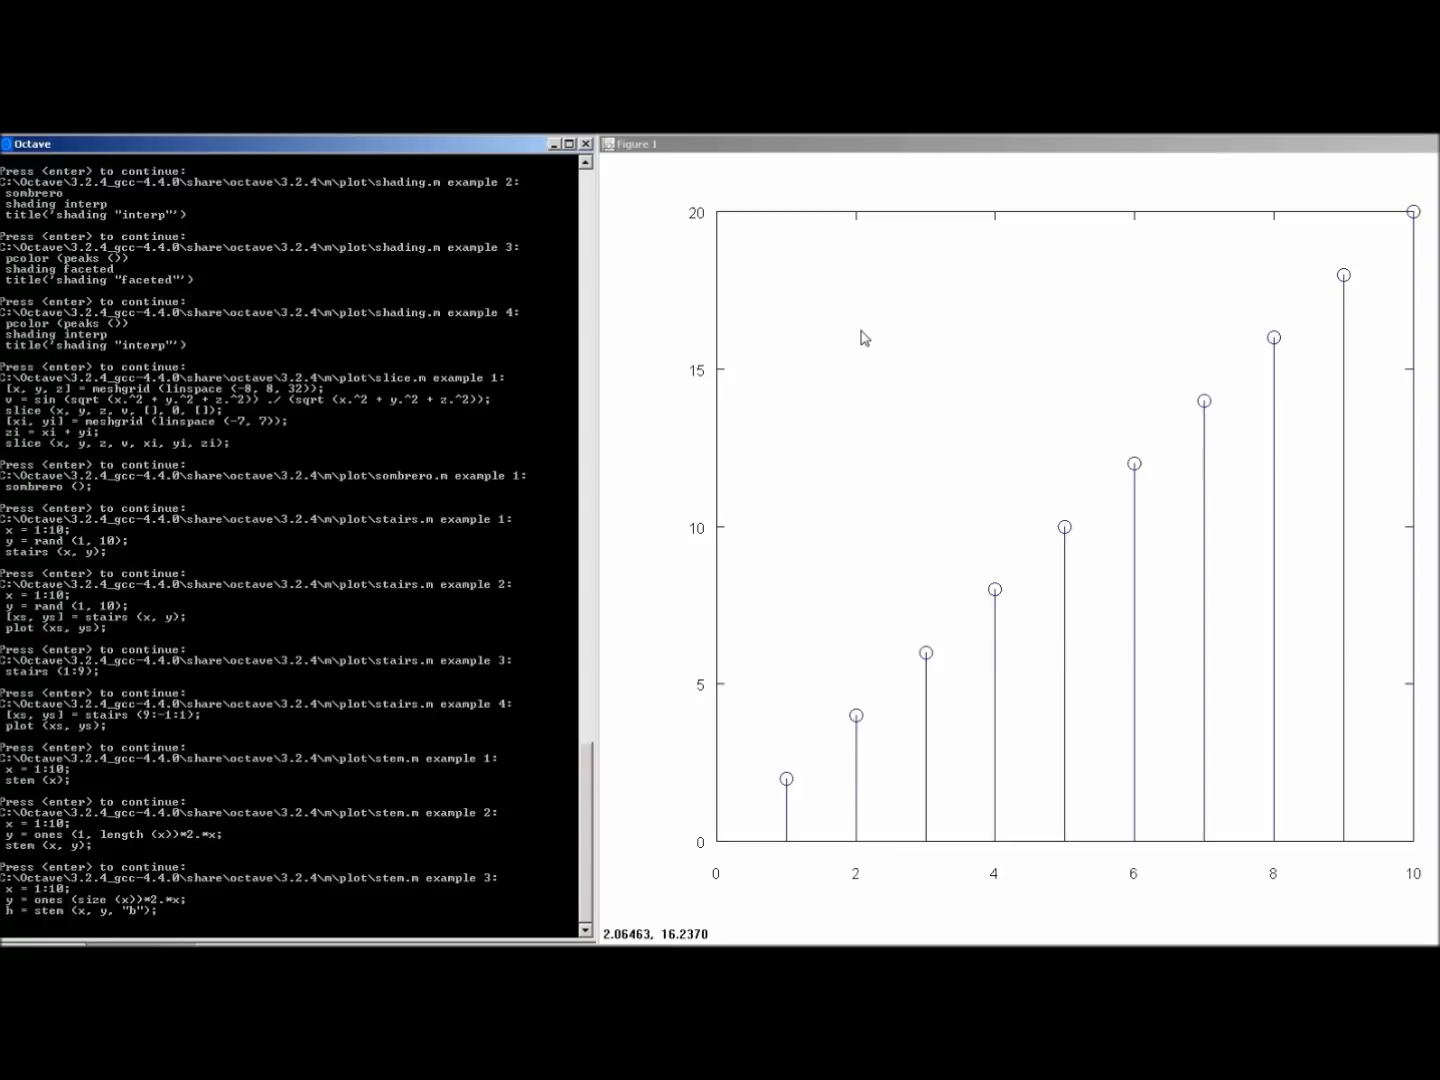 Octave
Press <enter> to continue:
C:\Octave\3.2.4_gcc-4.4.0\share\octave\3.2.4\m\plot\shading.m example 2:
sombrero
shading interp
title('shading "interp"')
Press <enter> to continue:
C:\Octave\3.2.4_gcc-4.4.0\share\octave\3.2.4\m\plot\shading.m example 3:
pcolor (peaks ())
shading faceted
title('shading "faceted"')
Press <enter> to continue:
C:\Octave\3.2.4_gcc-4.4.0\share\octave\3.2.4\m\plot\shading.m example 4:
pcolor (peaks ())
shading interp
title('shading "interp"')
Press <enter> to continue:
C:\Octave\3.2.4_gcc-4.4.0\share\octave\3.2.4\m\plot\slice.m example 1:
[x, y, z] = meshgrid (linspace (-8, 8, 32));
v = sin (sqrt (x.^2 + y.^2 + z.^2)) ./ (sqrt (x.^2 + y.^2 + z.^2));
slice (x, y, z, v, [], 0, []);
[xi, yi] = meshgrid (linspace (-7, 7));
zi = xi + yi;
slice (x, y, z, v, xi, yi, zi);
Press <enter> to continue:
C:\Octave\3.2.4_gcc-4.4.0\share\octave\3.2.4\m\plot\sombrero.m example 1:
sombrero ();
Press <enter> to continue:
C:\Octave\3.2.4_gcc-4.4.0\share\octave\3.2.4\m\plot\stairs.m example 1:
x = 1:10;
y = rand (1, 10);
stairs (x, y);
Press <enter> to continue:
C:\Octave\3.2.4_gcc-4.4.0\share\octave\3.2.4\m\plot\stairs.m example 2:
x = 1:10;
y = rand (1, 10);
[xs, ys] = stairs (x, y);
plot (xs, ys);
Press <enter> to continue:
C:\Octave\3.2.4_gcc-4.4.0\share\octave\3.2.4\m\plot\stairs.m example 3:
stairs (1:9);
Press <enter> to continue:
C:\Octave\3.2.4_gcc-4.4.0\share\octave\3.2.4\m\plot\stairs.m example 4:
[xs, ys] = stairs (9:-1:1);
plot (xs, ys);
Press <enter> to continue:
C:\Octave\3.2.4_gcc-4.4.0\share\octave\3.2.4\m\plot\stem.m example 1:
x = 1:10;
stem (x);
Press <enter> to continue:
C:\Octave\3.2.4_gcc-4.4.0\share\octave\3.2.4\m\plot\stem.m example 2:
x = 1:10;
y = ones (1, length (x))*2.*x;
stem (x, y);
Press <enter> to continue:
C:\Octave\3.2.4_gcc-4.4.0\share\octave\3.2.4\m\plot\stem.m example 3:
x = 1:10;
y = ones (size (x))*2.*x;
h = stem (x, y, "b");
Figure 1
20
15
10
5
0
0 2 4 6 8 10
2.06463, 16.2370